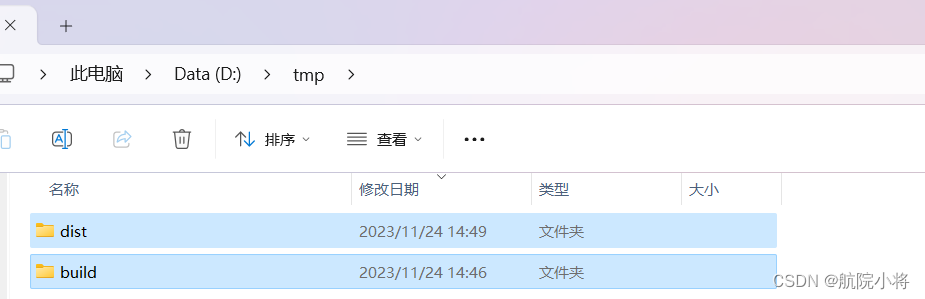 此电脑 > Data (D:) > tmp >
排序 查看
名称 修改日期 类型 大小
dist 2023/11/24 14:49 文件夹
build 2023/11/24 14:46 文件夹
CSDN @航院小将